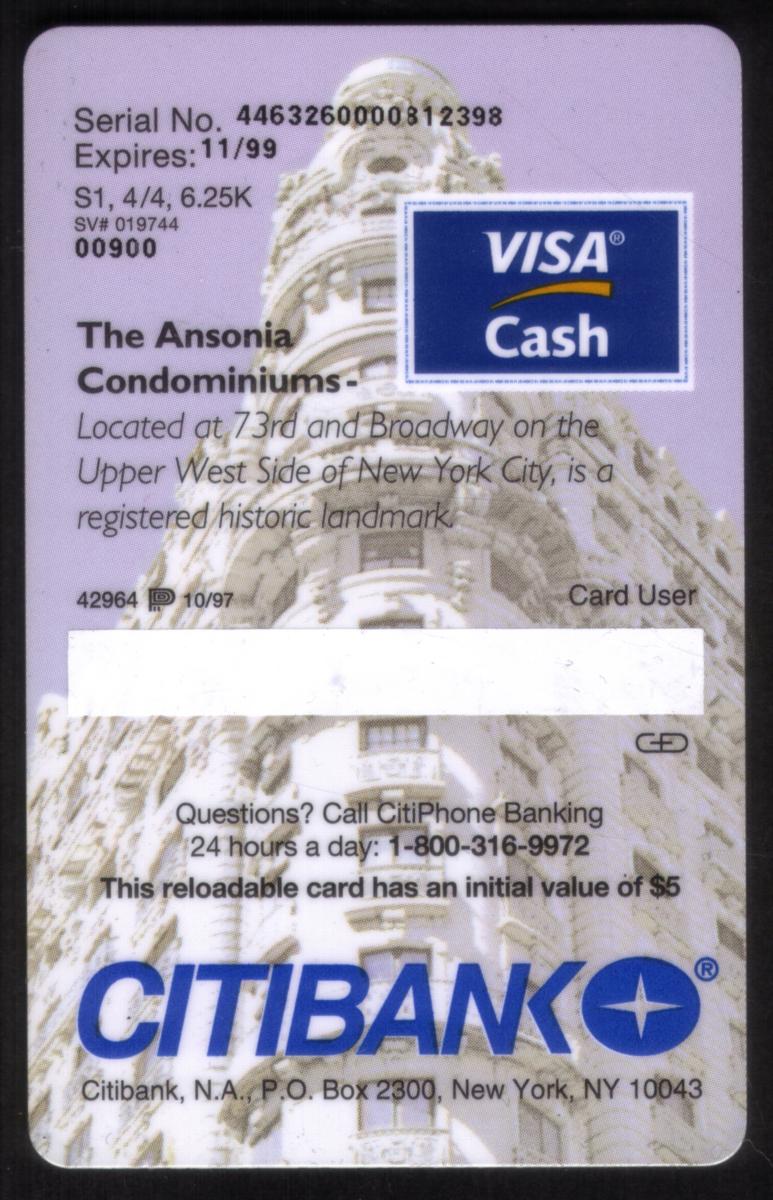 Serial No. 4463260000812398
Expires: 11/99
S1, 4/4, 6.25K
SV# 019744
00900
VISA®
Cash
The Ansonia
Condominiums-
Located at 73rd and Broadway on the
Upper West Side of New York City, is a
registered historic landmark.
42964 10/97
Card User
Questions? Call CitiPhone Banking
24 hours a day: 1-800-316-9972
This reloadable card has an initial value of $5
CITIBANK®
Citibank, N.A., P.O. Box 2300, New York, NY 10043